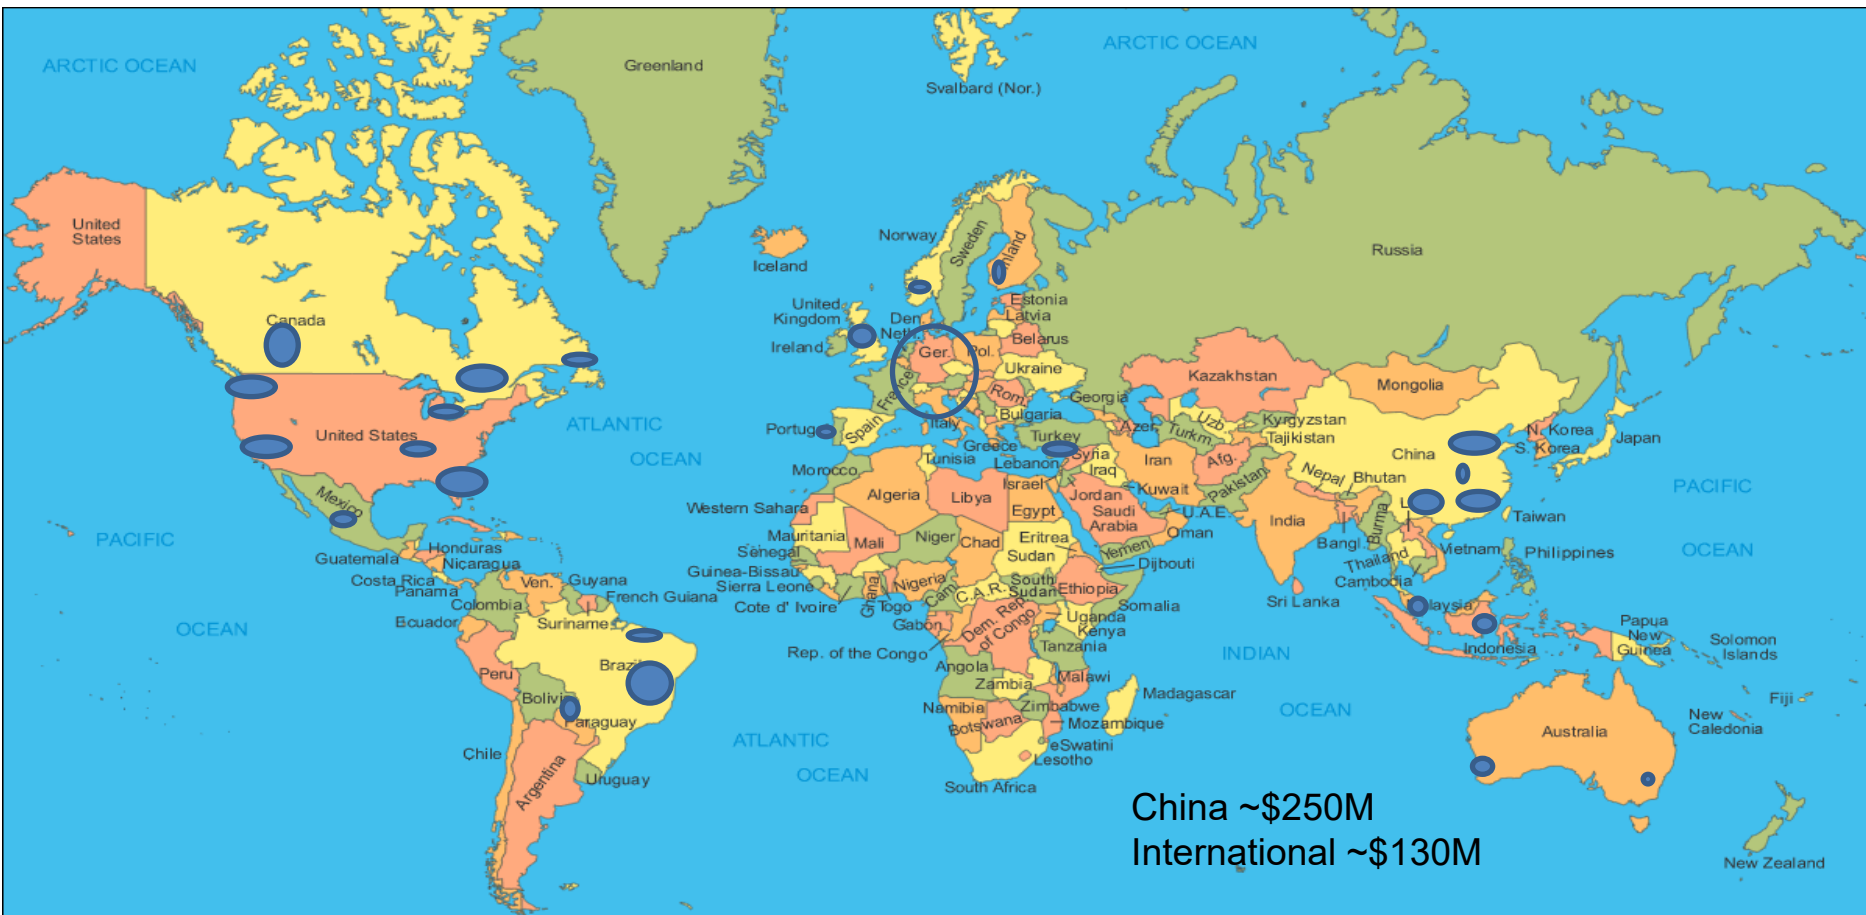 ARCTIC OCEAN
Greenland
Svalbard (Nor.)
ARCTIC OCEAN
United
States
Canada
Iceland
Norway
Sweden
Russia
United
Kingdom
Ireland
Den.
Neth.
Estonia
Latvia
Belarus
Ger.
Pol.
Ukraine
France
Rom.
Bulgaria
Georgia
Kazakhstan
Mongolia
Uzb.
Kyrgyzstan
Tajikistan
Turkm.
Azer.
N. Korea
S. Korea
Japan
China
United States
ATLANTIC
OCEAN
Portug
Spain
Italy
Greece
Turkey
Syria
Lebanon
Iraq
Iran
Afg.
Pakistan
Nepal
Bhutan
Tunisia
Morocco
Algeria
Libya
Egypt
Israel
Jordan
Kuwait
Saudi
Arabia
U.A.E.
Oman
Yemen
India
Bangl.
Burma
L
Taiwan
PACIFIC
OCEAN
Mexico
PACIFIC
OCEAN
Guatemala
Honduras
Nicaragua
Costa Rica
Panama
Western Sahara
Mauritania
Senegal
Guinea-Bissau
Sierra Leone
Cote d' Ivoire
Mali
Niger
Chad
Sudan
Eritrea
Djibouti
Ghana
Togo
Nigeria
Cam.
C.A.R.
South
Sudan
Ethiopia
Somalia
Thailand
Vietnam
Cambodia
Philippines
Sri Lanka
laysia
Indonesia
Papua
New
Guinea
Solomon
Islands
Ven.
Guyana
French Guiana
Colombia
Suriname
Ecuador
Peru
Brazil
Bolivi
Paraguay
Chile
Argentina
Uruguay
Gabon
Rep. of the Congo
Dem. Rep.
of Congo
Uganda
Kenya
Tanzania
Angola
Zambia
Malawi
Madagascar
Namibia
Botswana
Zimbabwe
Mozambique
eSwatini
Lesotho
South Africa
INDIAN
OCEAN
ATLANTIC
OCEAN
Australia
New
Caledonia
Fiji
New Zealand
China ~$250M
International ~$130M